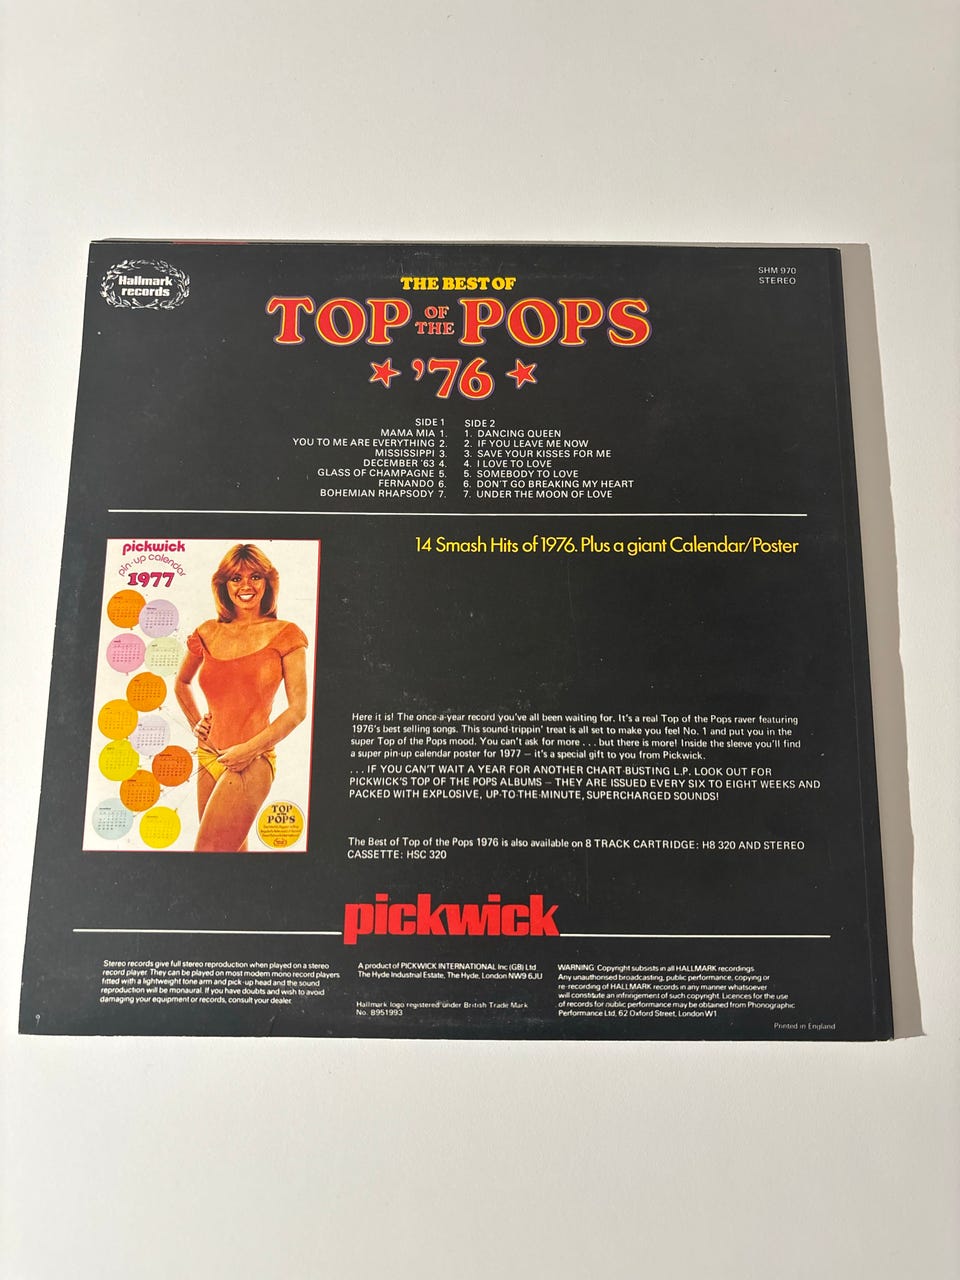 Hallmark
records
SHM 970
STEREO
THE BEST OF
TOP OF THE POPS
'76
SIDE 1
MAMA MIA 1.
YOU TO ME ARE EVERYTHING 2.
MISSISSIPPI 3.
DECEMBER '63 4.
GLASS OF CHAMPAGNE 5.
FERNANDO 6.
BOHEMIAN RHAPSODY 7.
SIDE 2
1. DANCING QUEEN
2. IF YOU LEAVE ME NOW
3. SAVE YOUR KISSES FOR ME
4. I LOVE TO LOVE
5. SOMEBODY TO LOVE
6. DON'T GO BREAKING MY HEART
7. UNDER THE MOON OF LOVE
pickwick
pin-up calendar
1977
TOP
OF THE
POPS
14 Smash Hits of 1976. Plus a giant Calendar/Poster
Here it is! The once-a-year record you've all been waiting for. It's a real Top of the Pops raver featuring
1976's best selling songs. This sound-trippin' treat is all set to make you feel No. 1 and put you in the
super Top of the Pops mood. You can't ask for more . . . but there is more! Inside the sleeve you'll find
a super pin-up calendar poster for 1977 – it's a special gift to you from Pickwick.
. . . IF YOU CAN'T WAIT A YEAR FOR ANOTHER CHART-BUSTING L.P. LOOK OUT FOR
PICKWICK'S TOP OF THE POPS ALBUMS – THEY ARE ISSUED EVERY SIX TO EIGHT WEEKS AND
PACKED WITH EXPLOSIVE, UP-TO-THE-MINUTE, SUPERCHARGED SOUNDS!
The Best of Top of the Pops 1976 is also available on 8 TRACK CARTRIDGE: H8 320 AND STEREO
CASSETTE: HSC 320
pickwick
Stereo records give full stereo reproduction when played on a stereo
record player. They can be played on most modern mono record players
fitted with a lightweight tone arm and pick-up head and the sound
reproduction will be monaural. If you have doubts and wish to avoid
damaging your equipment or records, consult your dealer.
A product of PICKWICK INTERNATIONAL Inc (GB) Ltd
The Hyde Industrial Estate, The Hyde, London NW9 6JU
Hallmark logo registered under British Trade Mark
No. B951993
WARNING: Copyright subsists in all HALLMARK recordings.
Any unauthorised broadcasting, public performance, copying or
re-recording of HALLMARK records in any manner whatsoever
will constitute an infringement of such copyright. Licences for the use
of records for public performance may be obtained from Phonographic
Performance Ltd, 62 Oxford Street, London W1
Printed in England